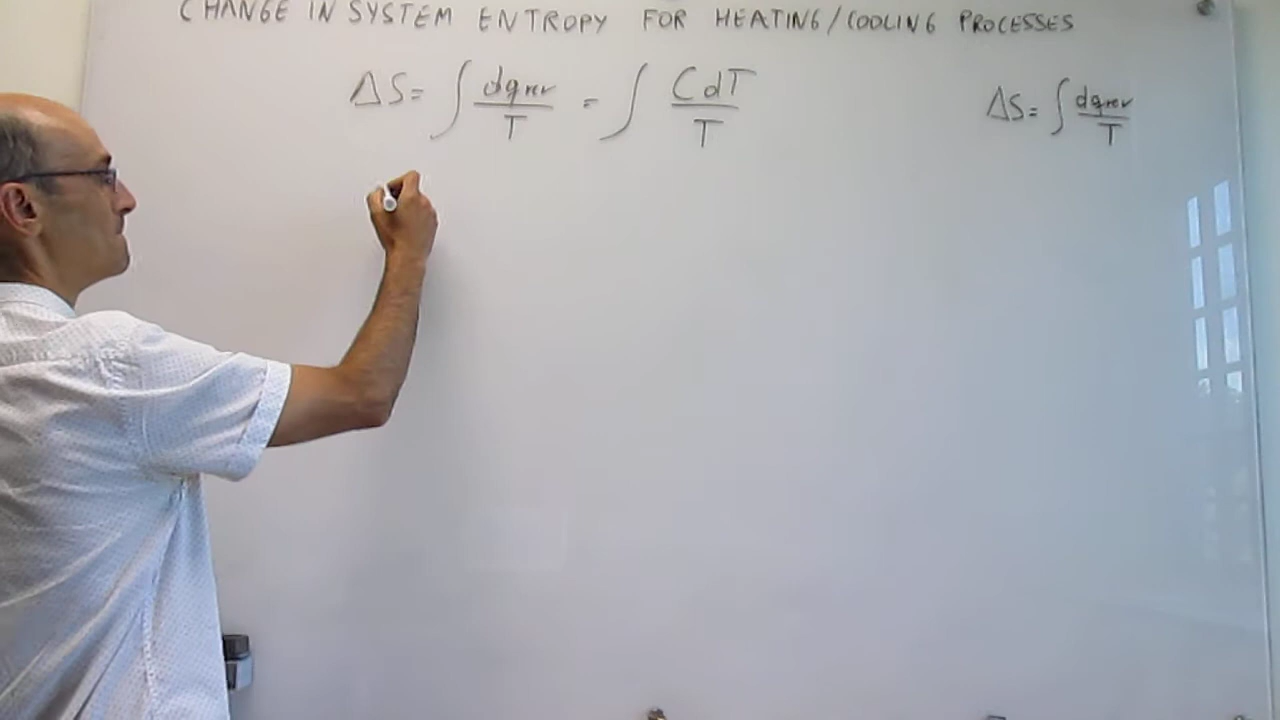 CHANGE IN SYSTEM ENTROPY FOR HEATING/COOLING PROCESSES
ΔS= ∫ dqrev/T = ∫ CdT/T
ΔS= ∫ dqrev/T